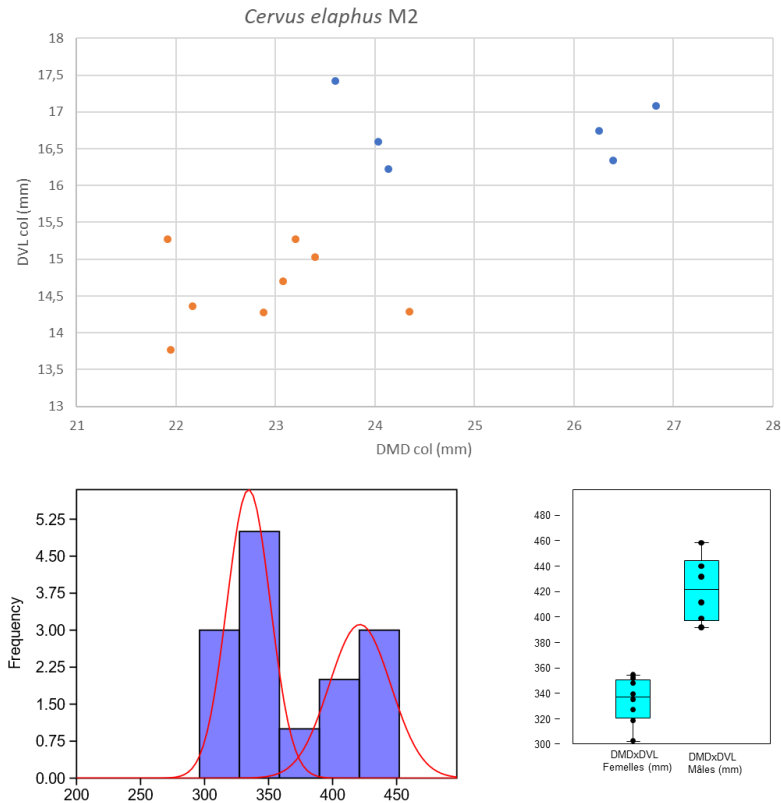 Cervus elaphus M2
18
17,5
17
16,5
16
15,5
15
14,5
14
13,5
13
DVL col (mm)
21 22 23 24 25 26 27 28
DMD col (mm)
5.25
4.50
3.75
3.00
2.25
1.50
0.75
0.00
Frequency
200 250 300 350 400 450
480
460
440
420
400
380
360
340
320
300
DMDxDVL
Femelles (mm)
DMDxDVL
Mâles (mm)